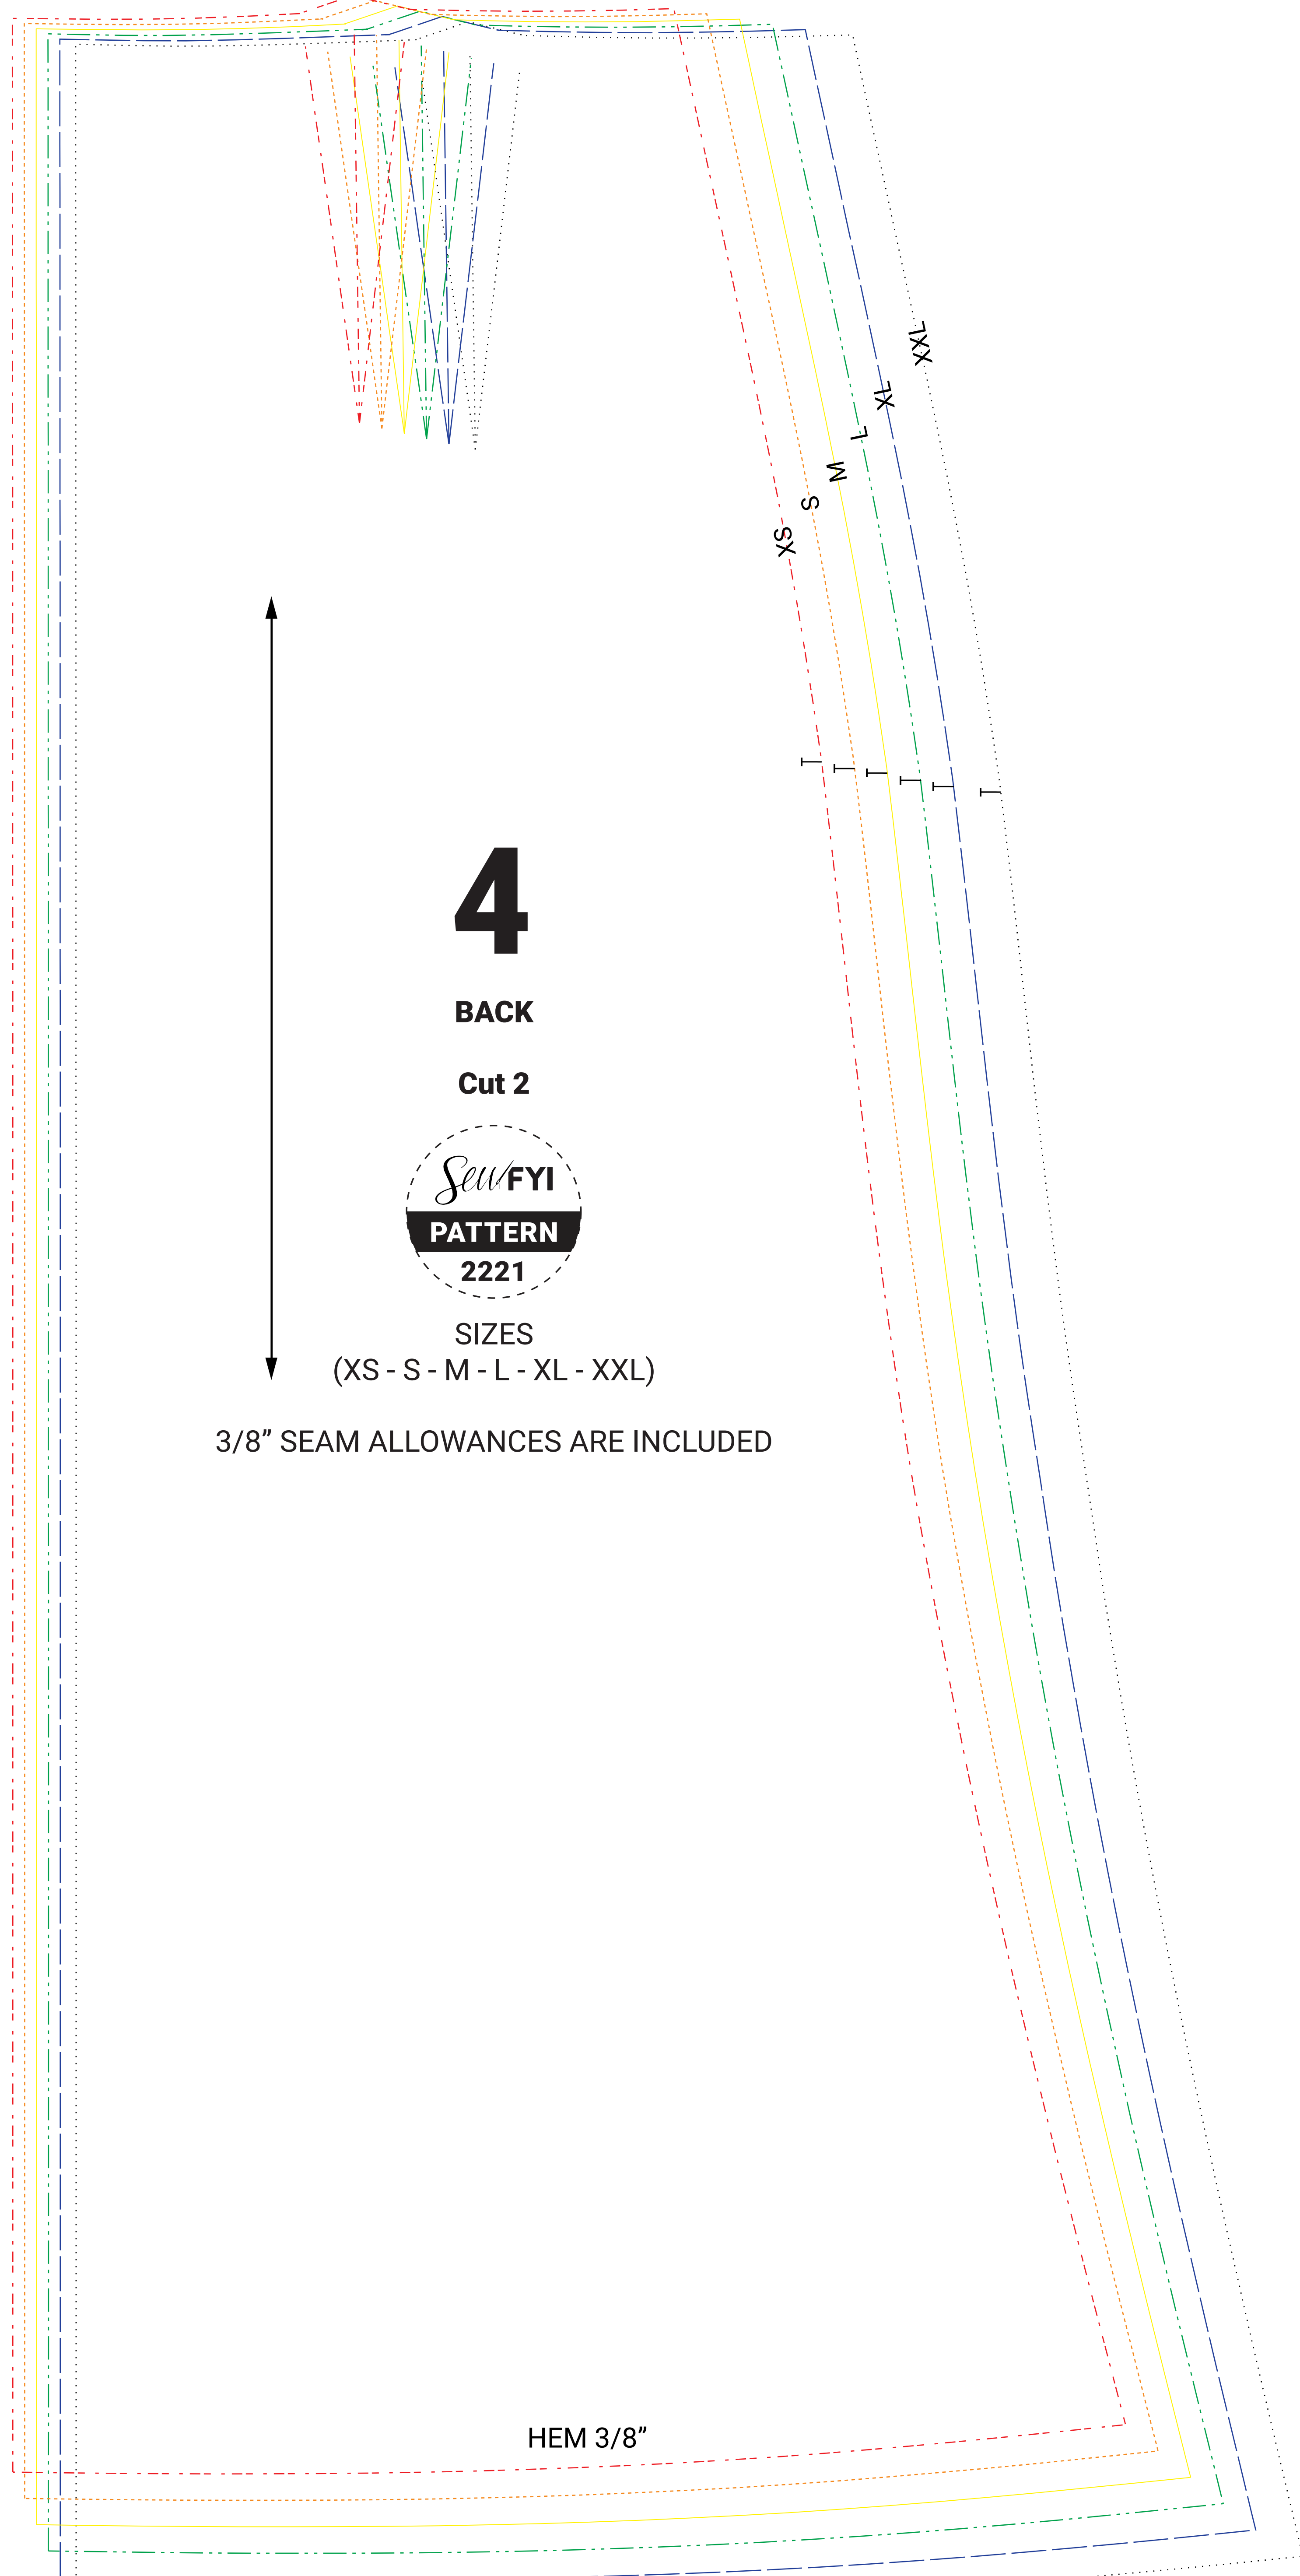 XXL
XL
L
M
S
XS
4
BACK
Cut 2
Sew FYI
PATTERN
2221
SIZES
(XS - S - M - L - XL - XXL)
3/8” SEAM ALLOWANCES ARE INCLUDED
HEM 3/8”